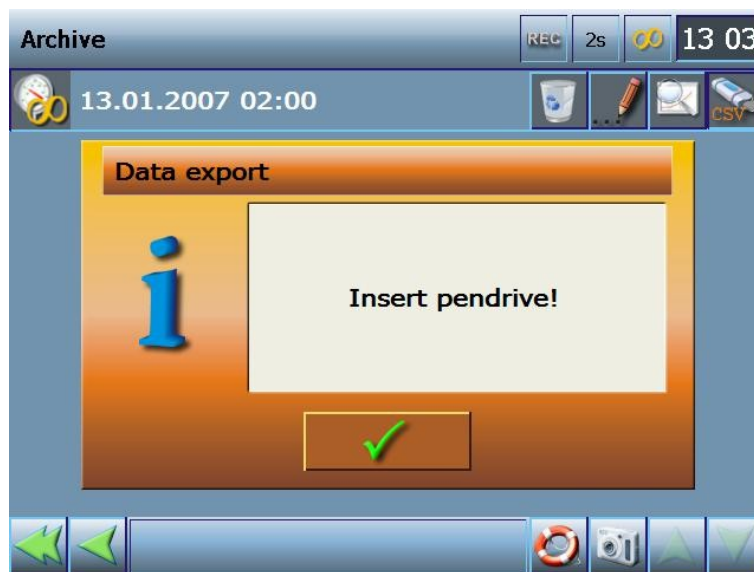 Archive
REC 2s 13 03
13.01.2007 02:00
CSV
Data export
Insert pendrive!